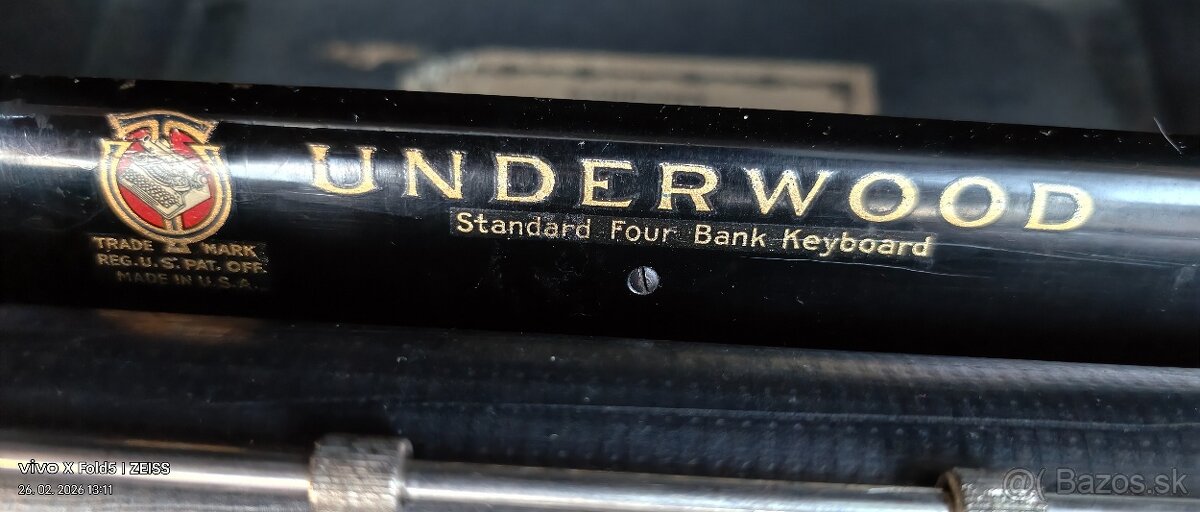 UNDERWOOD
Standard Four Bank Keyboard
TRADE MARK
REG. U.S. PAT. OFF.
MADE IN U.S.A.
vivo X Fold5 | ZEISS
26.02.2026 13:11
@( Bazos.sk